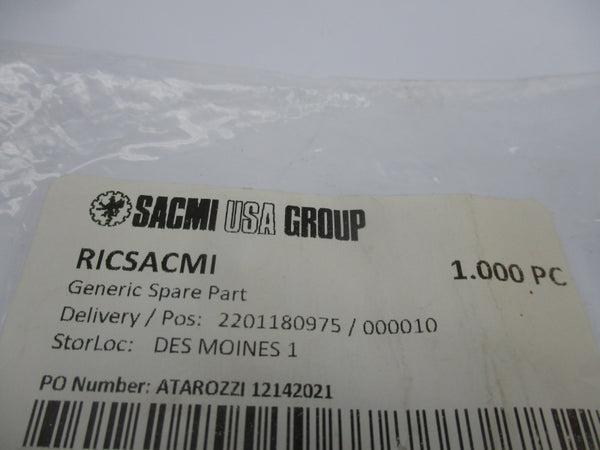 SACMI USA GROUP
RICSACMI 1.000 PC
Generic Spare Part
Delivery / Pos: 2201180975 / 000010
StorLoc: DES MOINES 1
PO Number: ATAROZZI 12142021